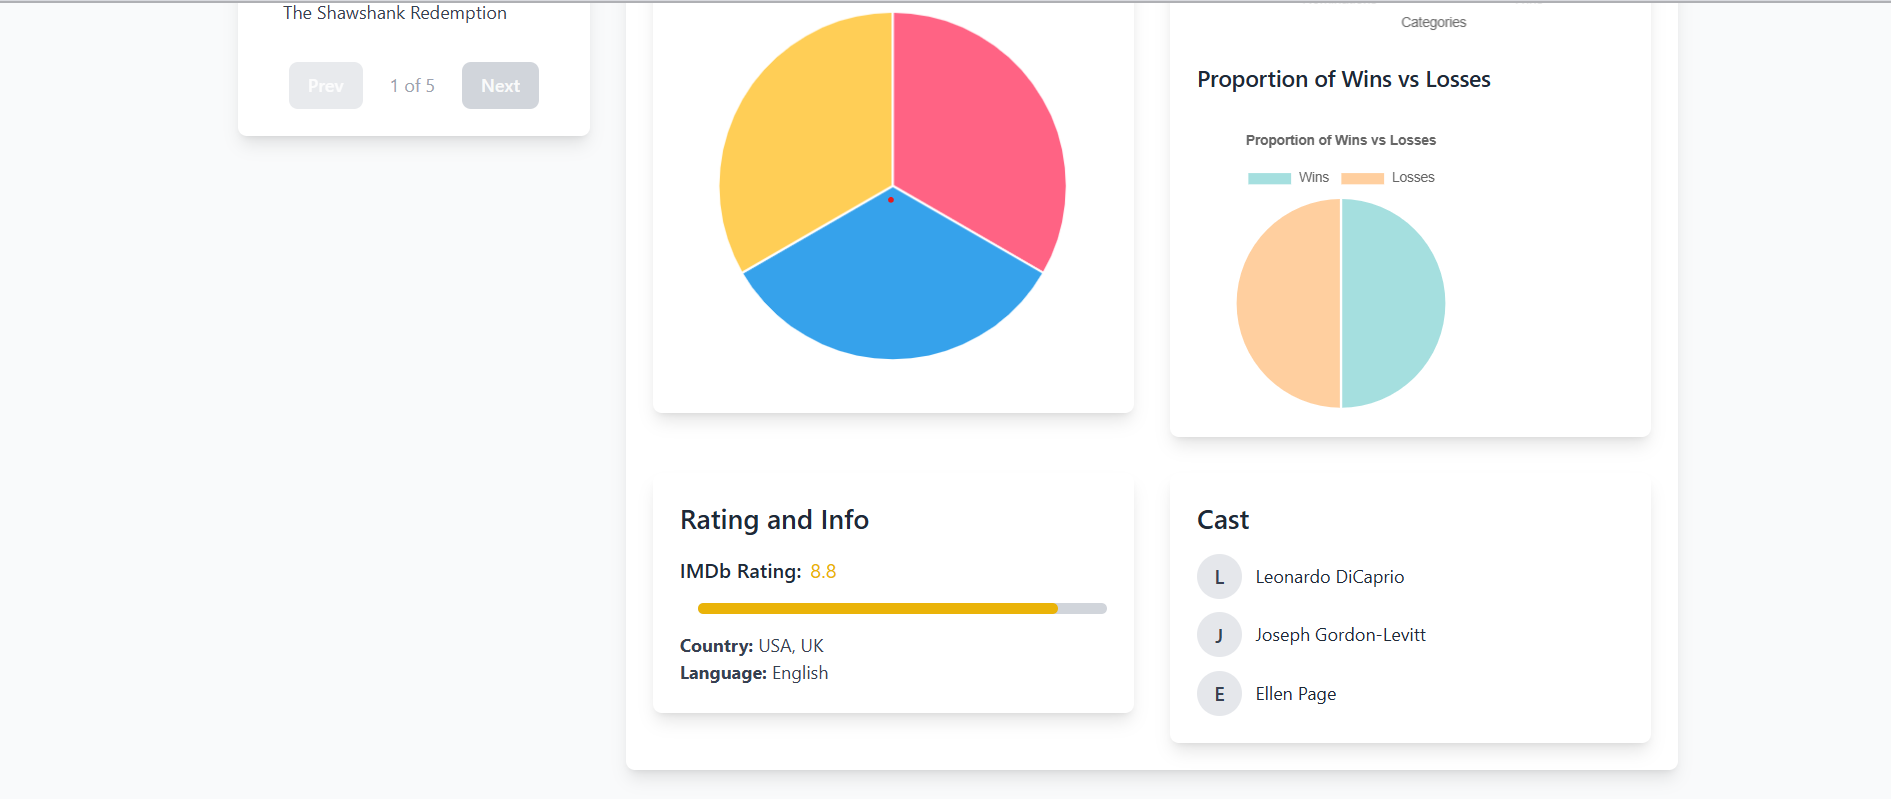 The Shawshank Redemption
Prev
1 of 5
Next
Categories
Proportion of Wins vs Losses
Proportion of Wins vs Losses
Wins
Losses
Rating and Info
IMDb Rating: 8.8
Country: USA, UK
Language: English
Cast
L
Leonardo DiCaprio
J
Joseph Gordon-Levitt
E
Ellen Page